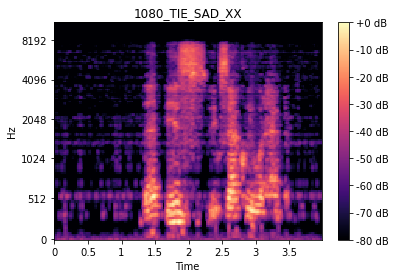 1080_TIE_SAD_XX
8192
4096
2048
1024
512
0
Hz
0 0.5 1 1.5 2 2.5 3 3.5
Time
+0 dB
-10 dB
-20 dB
-30 dB
-40 dB
-50 dB
-60 dB
-70 dB
-80 dB